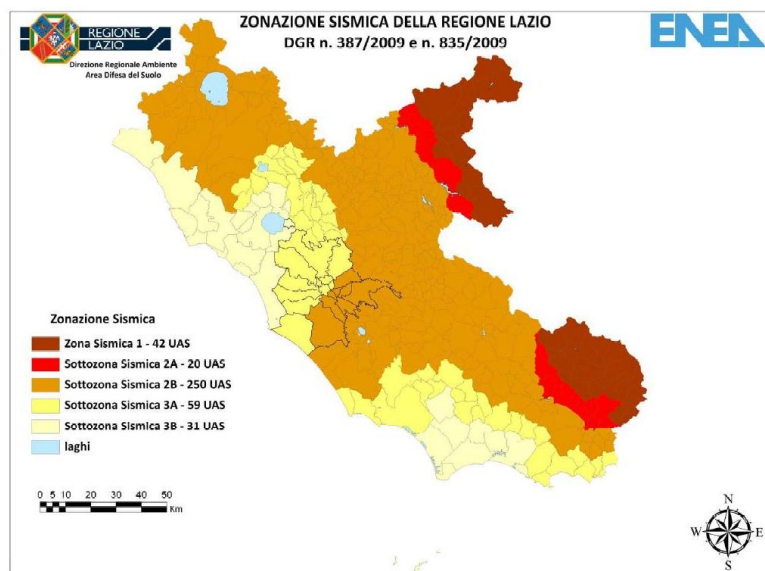 ZONAZIONE SISMICA DELLA REGIONE LAZIO
DGR n. 387/2009 e n. 835/2009
REGIONE
LAZIO
Direzione Regionale Ambiente
Area Difesa del Suolo
ENEA
Zonazione Sismica
Zona Sismica 1 - 42 UAS
Sottozona Sismica 2A - 20 UAS
Sottozona Sismica 2B - 250 UAS
Sottozona Sismica 3A - 59 UAS
Sottozona Sismica 3B - 31 UAS
laghi
0 5 10 20 30 40 50
Km
N
W E
S